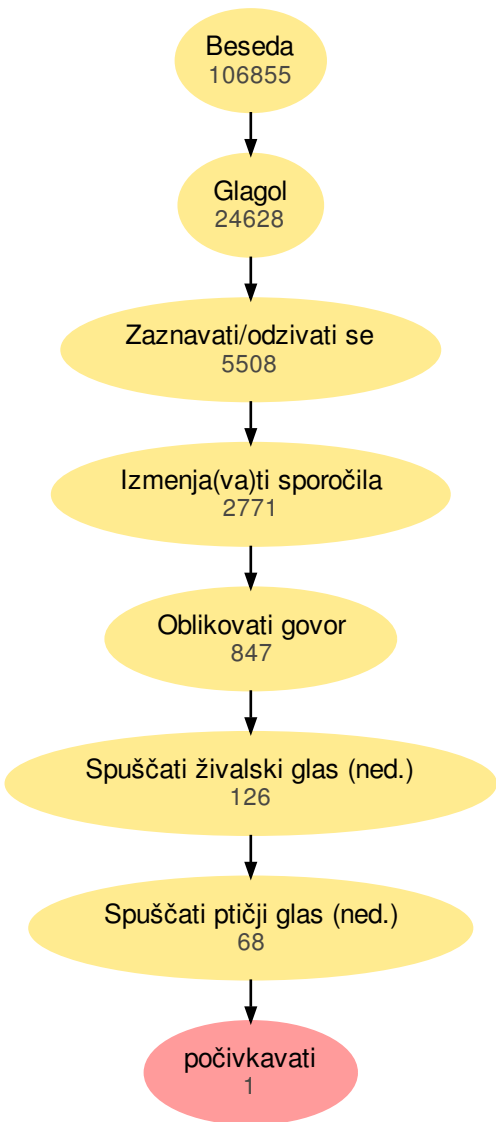 Beseda
106855
Glagol
24628
Zaznavati/odzivati se
5508
Izmenja(va)ti sporočila
2771
Oblikovati govor
847
Spuščati živalski glas (ned.)
126
Spuščati ptičji glas (ned.)
68
počivkavati
1